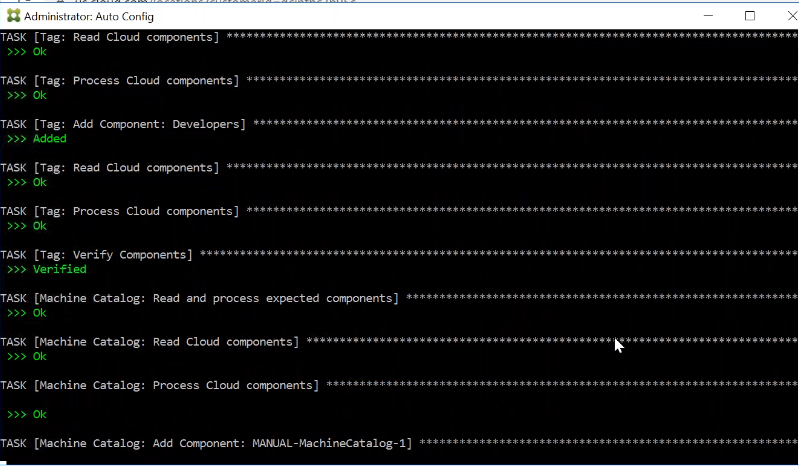 Administrator: Auto Config
TASK [Tag: Read Cloud components] ****************************************************************************************
>>> Ok
TASK [Tag: Process Cloud components] *************************************************************************************
>>> Ok
TASK [Tag: Add Component: Developers] ************************************************************************************
>>> Added
TASK [Tag: Read Cloud components] ****************************************************************************************
>>> Ok
TASK [Tag: Process Cloud components] *************************************************************************************
>>> Ok
TASK [Tag: Verify Components] ********************************************************************************************
>>> Verified
TASK [Machine Catalog: Read and process expected components] *************************************************************
>>> Ok
TASK [Machine Catalog: Read Cloud components] ****************************************************************************
>>> Ok
TASK [Machine Catalog: Process Cloud components] *************************************************************************
>>> Ok
TASK [Machine Catalog: Add Component: MANUAL-MachineCatalog-1] ***********************************************************